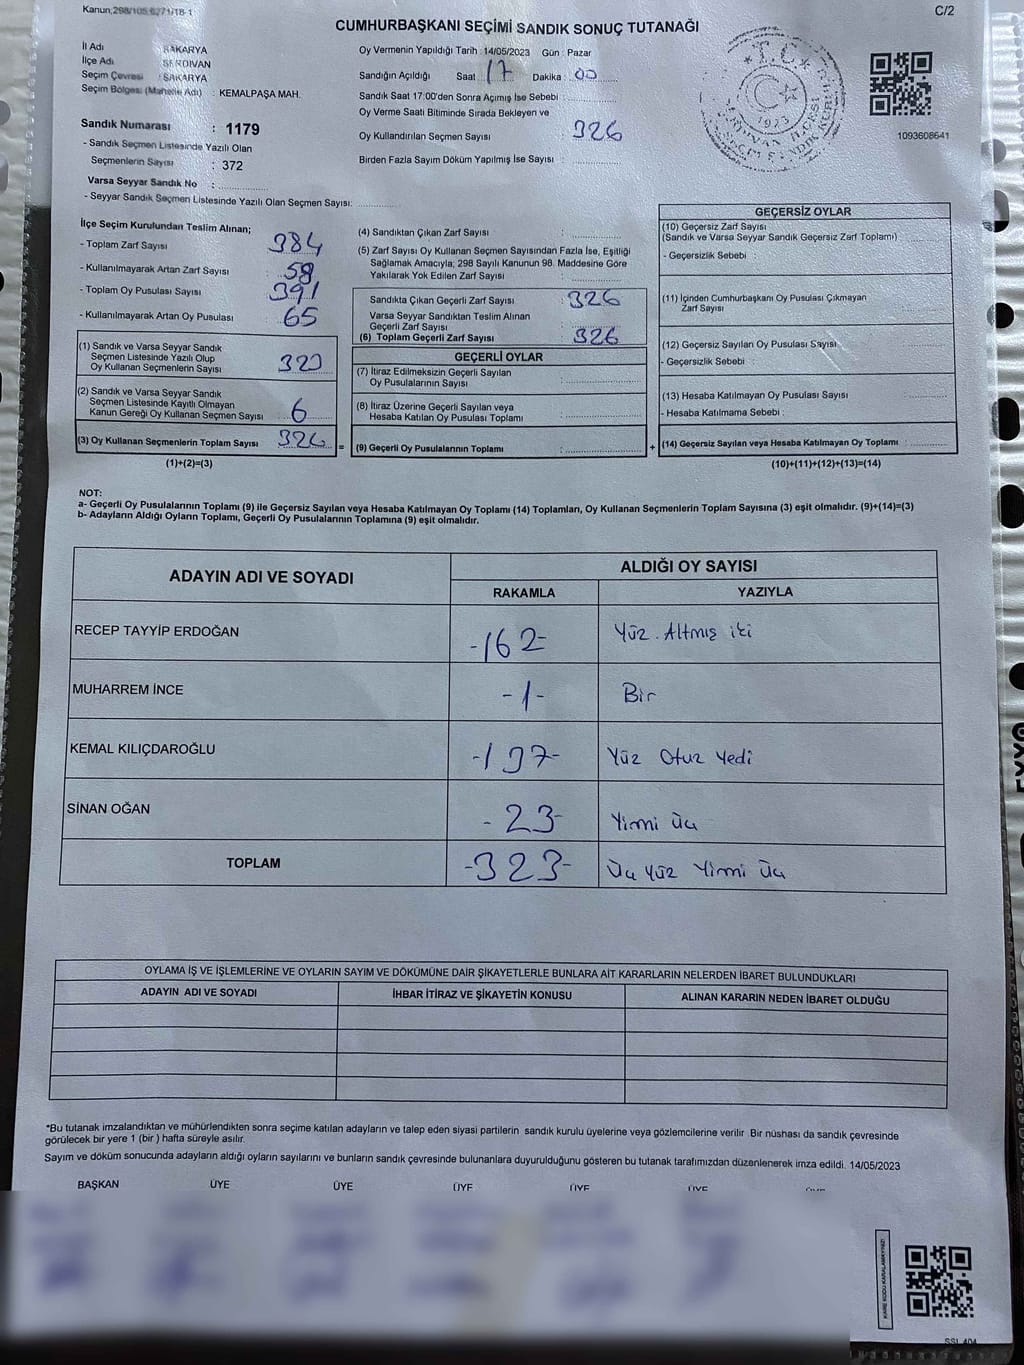 Kanun;298/105,6271/18-1
C/2
CUMHURBAŞKANI SEÇİMİ SANDIK SONUÇ TUTANAĞI
İl Adı : SAKARYA
İlçe Adı : SERDİVAN
Seçim Çevresi : SAKARYA
Seçim Bölgesi (Mahelle Adı) : KEMALPAŞA MAH.
Sandık Numarası : 1179
- Sandık Seçmen Listesinde Yazılı Olan
Seçmenlerin Sayısı : 372
Varsa Seyyar Sandık No :
- Seyyar Sandık Seçmen Listesinde Yazılı Olan Seçmen Sayısı:
Oy Vermenin Yapıldığı Tarih :14/05/2023 Gün : Pazar
Sandığın Açıldığı Saat 17 Dakika : 00
Sandık Saat 17:00'den Sonra Açımış İse Sebebi :
Oy Verme Saati Bitiminde Sırada Bekleyen ve
Oy Kullandırılan Seçmen Sayısı : 326
Birden Fazla Sayım Döküm Yapılmış İse Sayısı :
T.C.
1923
1093608641
İlçe Seçim Kurulundan Teslim Alınan;
- Toplam Zarf Sayısı : 384
- Kullanılmayarak Artan Zarf Sayısı : 58
- Toplam Oy Pusulası Sayısı : 391
- Kullanılmayarak Artan Oy Pusulası : 65
(1) Sandık ve Varsa Seyyar Sandık
Seçmen Listesinde Yazılı Olup
Oy Kullanan Seçmenlerin Sayısı : 320
(2) Sandık ve Varsa Seyyar Sandık
Seçmen Listesinde Kayıtlı Olmayan
Kanun Gereği Oy Kullanan Seçmen Sayısı : 6
(3) Oy Kullanan Seçmenlerin Toplam Sayısı : 326 =
(1)+(2)=(3)
(4) Sandıktan Çıkan Zarf Sayısı :
(5) Zarf Sayısı Oy Kullanan Seçmen Sayısından Fazla İse, Eşitliği
Sağlamak Amacıyla, 298 Sayılı Kanunun 98. Maddesine Göre
Yakılarak Yok Edilen Zarf Sayısı :
Sandıkta Çıkan Geçerli Zarf Sayısı : 326
Varsa Seyyar Sandıktan Teslim Alınan
Geçerli Zarf Sayısı :
(6) Toplam Geçerli Zarf Sayısı : 326
GEÇERLİ OYLAR
(7) İtiraz Edilmeksizin Geçerli Sayılan
Oy Pusulalarının Sayısı :
(8) İtiraz Üzerine Geçerli Sayılan veya
Hesaba Katılan Oy Pusulası Toplamı :
(9) Geçerli Oy Pusulalarının Toplamı : +
GEÇERSİZ OYLAR
(10) Geçersiz Zarf Sayısı
(Sandık ve Varsa Seyyar Sandık Geçersiz Zarf Toplamı) :
- Geçersizlik Sebebi
(11) İçinden Cumhurbaşkanı Oy Pusulası Çıkmayan
Zarf Sayısı :
(12) Geçersiz Sayılan Oy Pusulası Sayısı :
- Geçersizlik Sebebi :
(13) Hesaba Katılmayan Oy Pusulası Sayısı :
- Hesaba Katılmama Sebebi :
(14) Geçersiz Sayılan veya Hesaba Katılmayan Oy Toplamı :
(10)+(11)+(12)+(13)=(14)
NOT:
a- Geçerli Oy Pusulalarının Toplamı (9) ile Geçersiz Sayılan veya Hesaba Katılmayan Oy Toplamı (14) Toplamları, Oy Kullanan Seçmenlerin Toplam Sayısına (3) eşit olmalıdır. (9)+(14)=(3)
b- Adayların Aldığı Oyların Toplamı, Geçerli Oy Pusulalarının Toplamına (9) eşit olmalıdır.
ADAYIN ADI VE SOYADI ALDIĞI OY SAYISI
RAKAMLA YAZIYLA
RECEP TAYYİP ERDOĞAN -162- Yüz Altmış iki
MUHARREM İNCE -1- Bir
KEMAL KILIÇDAROĞLU -137- Yüz Otuz Yedi
SİNAN OĞAN -23- Yirmi Üç
TOPLAM -323- Üç Yüz Yirmi Üç
OYLAMA İŞ VE İŞLEMLERİNE VE OYLARIN SAYIM VE DÖKÜMÜNE DAİR ŞİKAYETLERLE BUNLARA AİT KARARLARIN NELERDEN İBARET BULUNDUKLARI
ADAYIN ADI VE SOYADI İHBAR İTİRAZ VE ŞİKAYETİN KONUSU ALINAN KARARIN NEDEN İBARET OLDUĞU
*Bu tutanak imzalandıktan ve mühürlendikten sonra seçime katılan adayların ve talep eden siyasi partilerin sandık kurulu üyelerine veya gözlemcilerine verilir Bir nüshası da sandık çevresinde
görülecek bir yere 1 (bir ) hafta süreyle asılır.
Sayım ve döküm sonucunda adayların aldığı oyların sayılarını ve bunların sandık çevresinde bulunanlara duyurulduğunu gösteren bu tutanak tarafımızdan düzenlenerek imza edildi. 14/05/2023
BAŞKAN ÜYE ÜYE ÜYE ÜYE ÜYE ÜYE
SSI 404